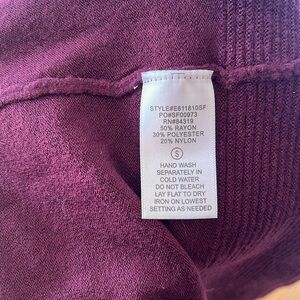 STYLE#E611810SF
PO#SF00973
RN#84319
50% RAYON
30% POLYESTER
20% NYLON
S
HAND WASH
SEPARATELY IN
COLD WATER
DO NOT BLEACH
LAY FLAT TO DRY
IRON ON LOWEST
SETTING AS NEEDED